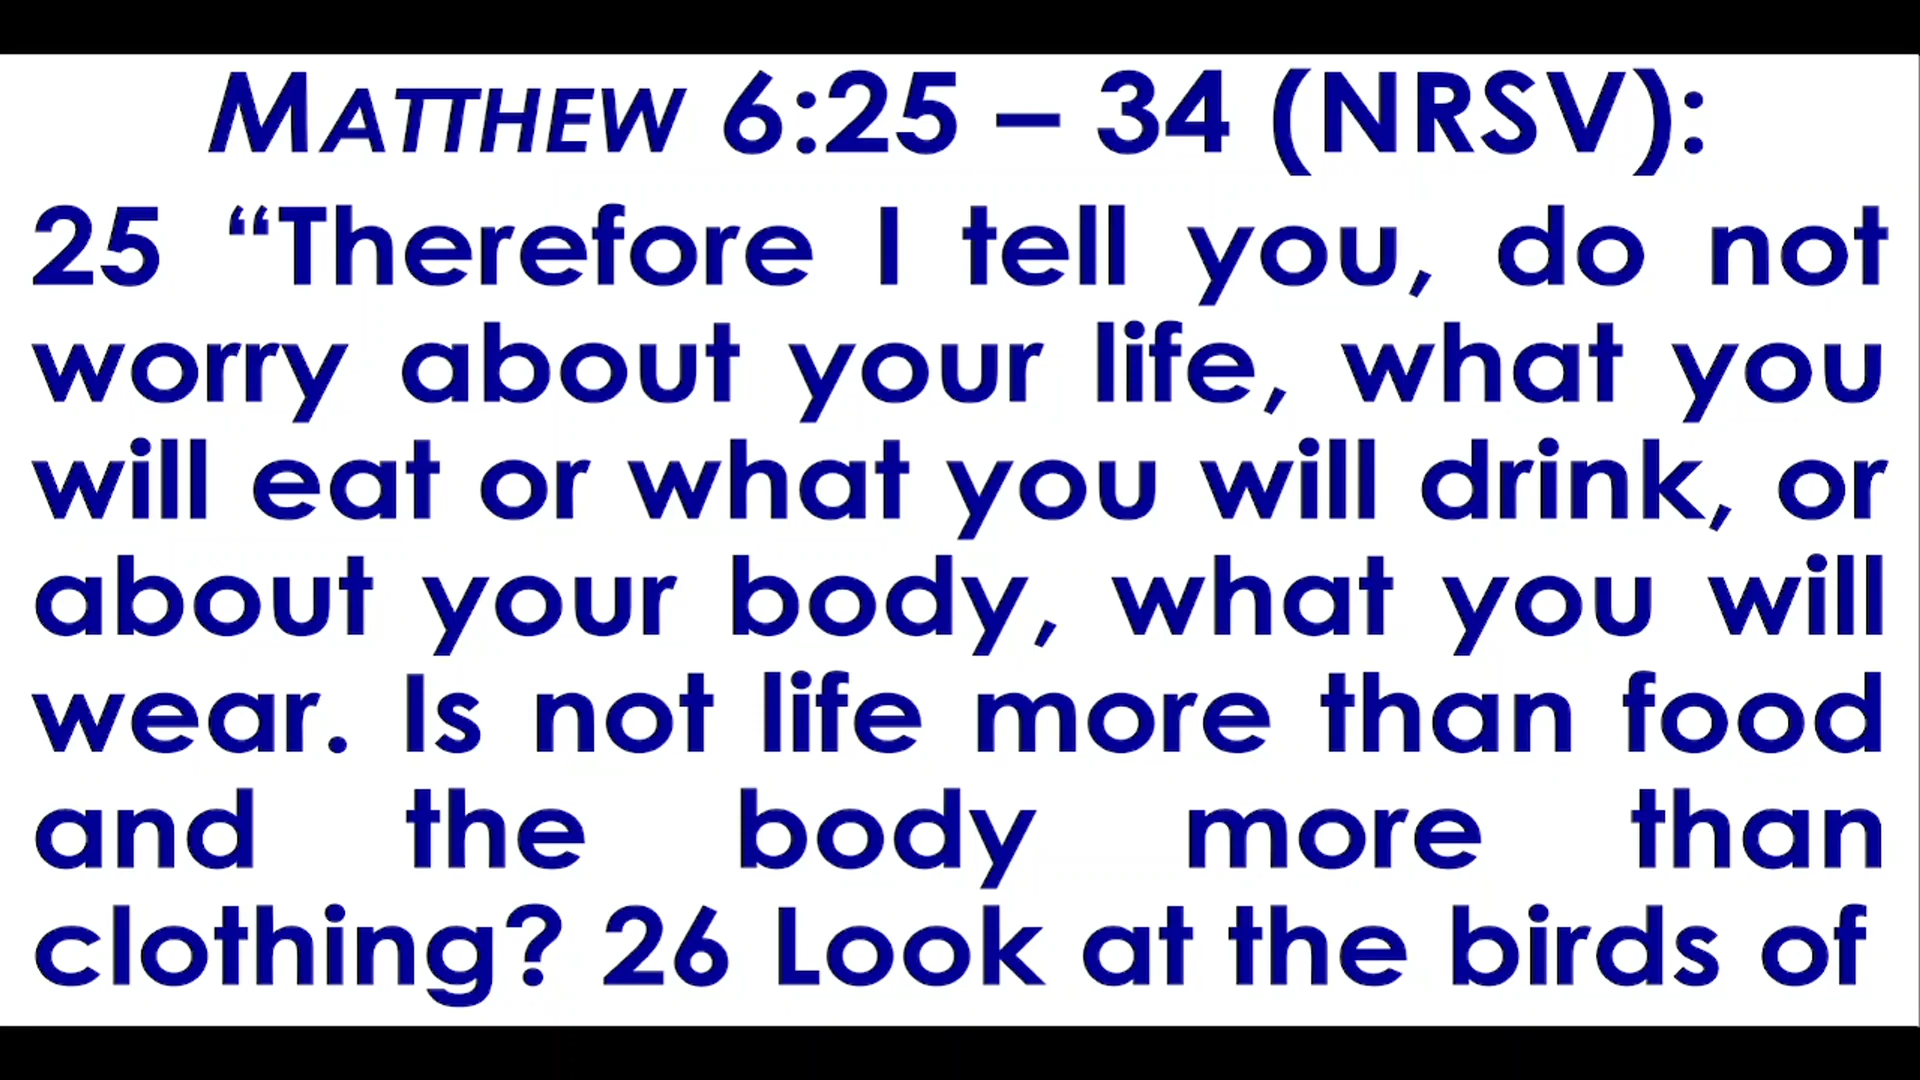 MATTHEW 6:25 – 34 (NRSV):
25 “Therefore I tell you, do not
worry about your life, what you
will eat or what you will drink, or
about your body, what you will
wear. Is not life more than food
and the body more than
clothing? 26 Look at the birds of